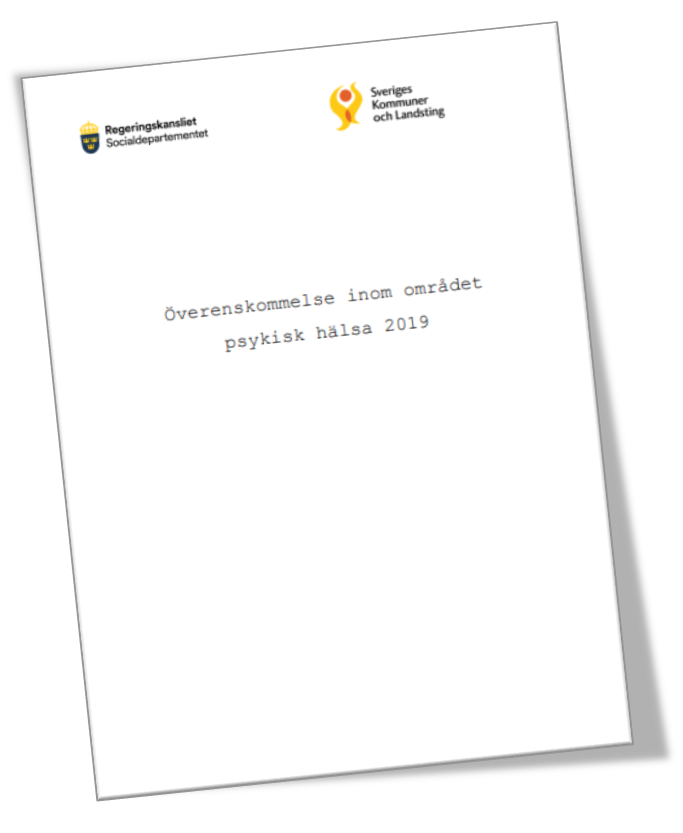 Regeringskansliet
Socialdepartementet
Sveriges
Kommuner
och Landsting
Överenskommelse inom området
psykisk hälsa 2019